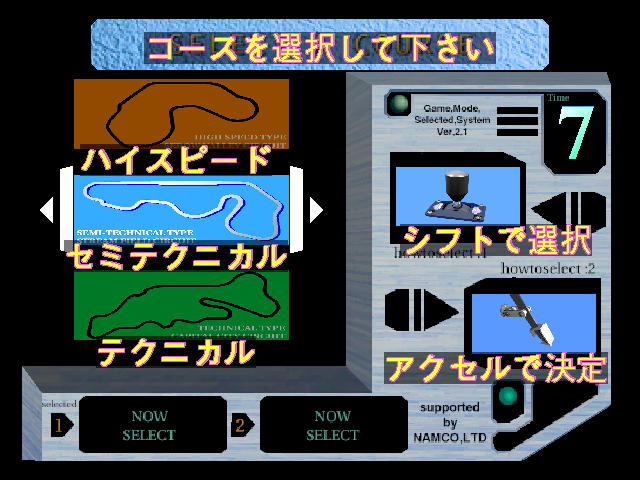 コースを選択して下さい
HIGH SPEED TYPE
ハイスピード
SEMI-TECHNICAL TYPE
セミテクニカル
TECHNICAL TYPE
CAPITAL CITY CIRCUIT
テクニカル
Game,Mode,
Selected,System
Ver.2.1
Time
7
シフトで選択
howtoselect :1
howtoselect :2
アクセルで決定
selected
1
NOW
SELECT
2
NOW
SELECT
supported
by
NAMCO,LTD